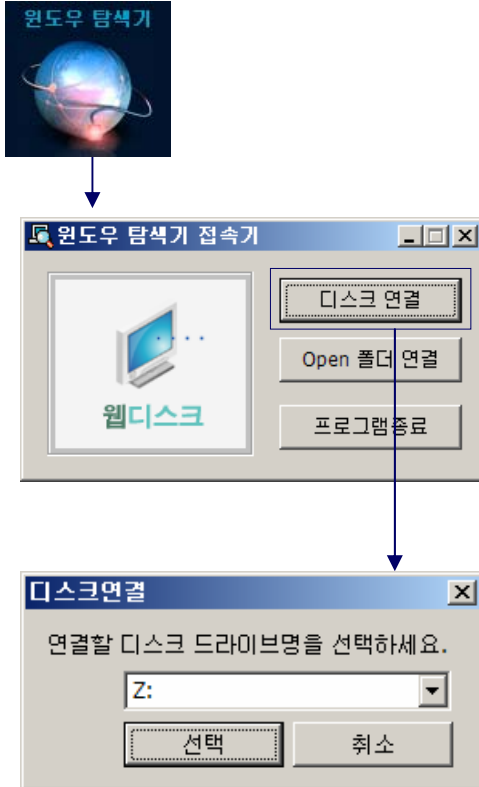 윈도우 탐색기
윈도우 탐색기 접속기
디스크 연결
Open 폴더 연결
웹디스크
프로그램종료
디스크연결
연결할 디스크 드라이브명을 선택하세요.
Z:
선택 취소